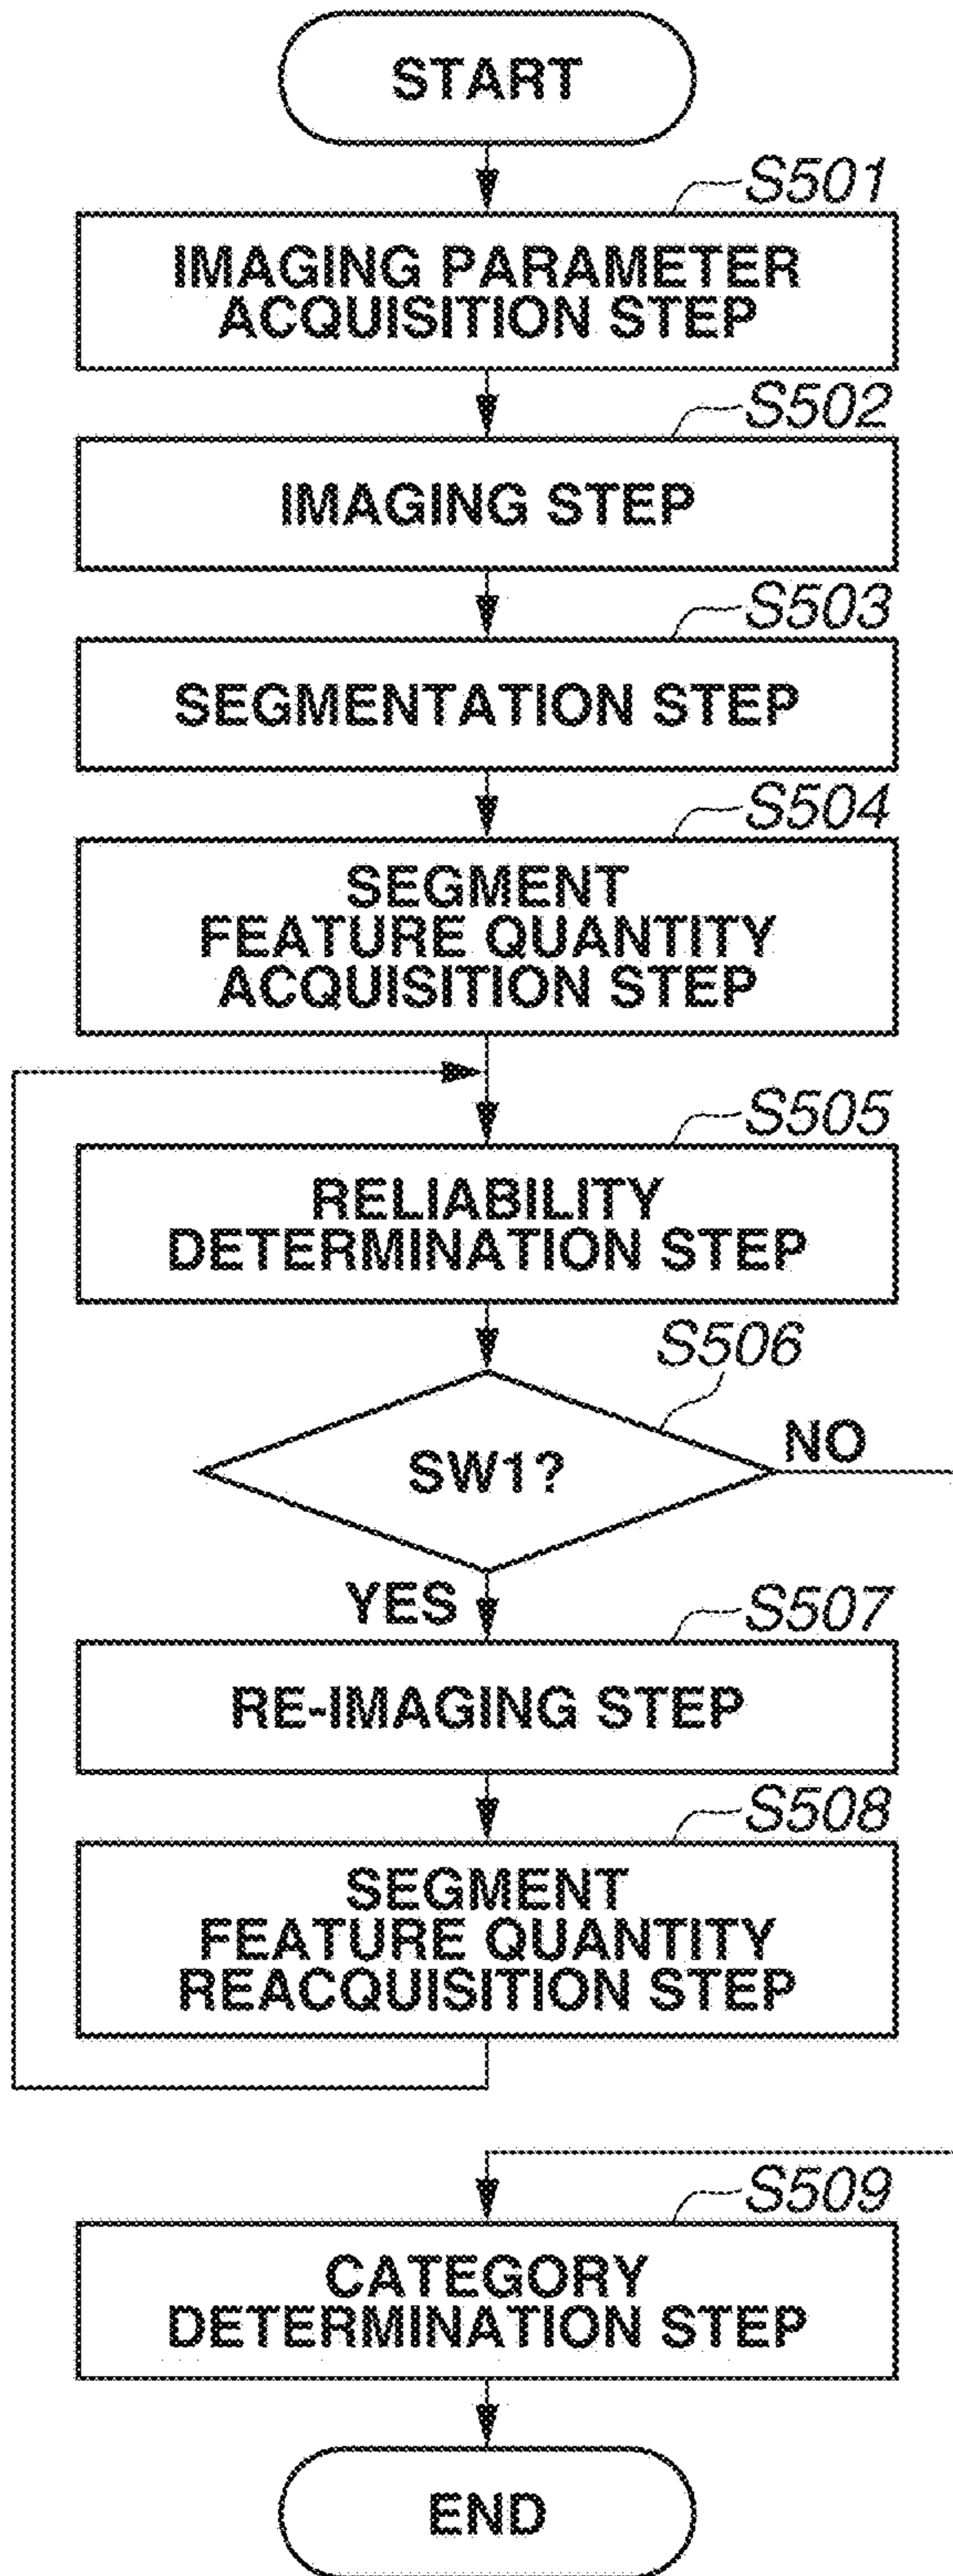 START
S501
IMAGING PARAMETER
ACQUISITION STEP
S502
IMAGING STEP
S503
SEGMENTATION STEP
S504
SEGMENT
FEATURE QUANTITY
ACQUISITION STEP
S505
RELIABILITY
DETERMINATION STEP
S506
SW1?
NO
YES
S507
RE-IMAGING STEP
S508
SEGMENT
FEATURE QUANTITY
REACQUISITION STEP
S509
CATEGORY
DETERMINATION STEP
END